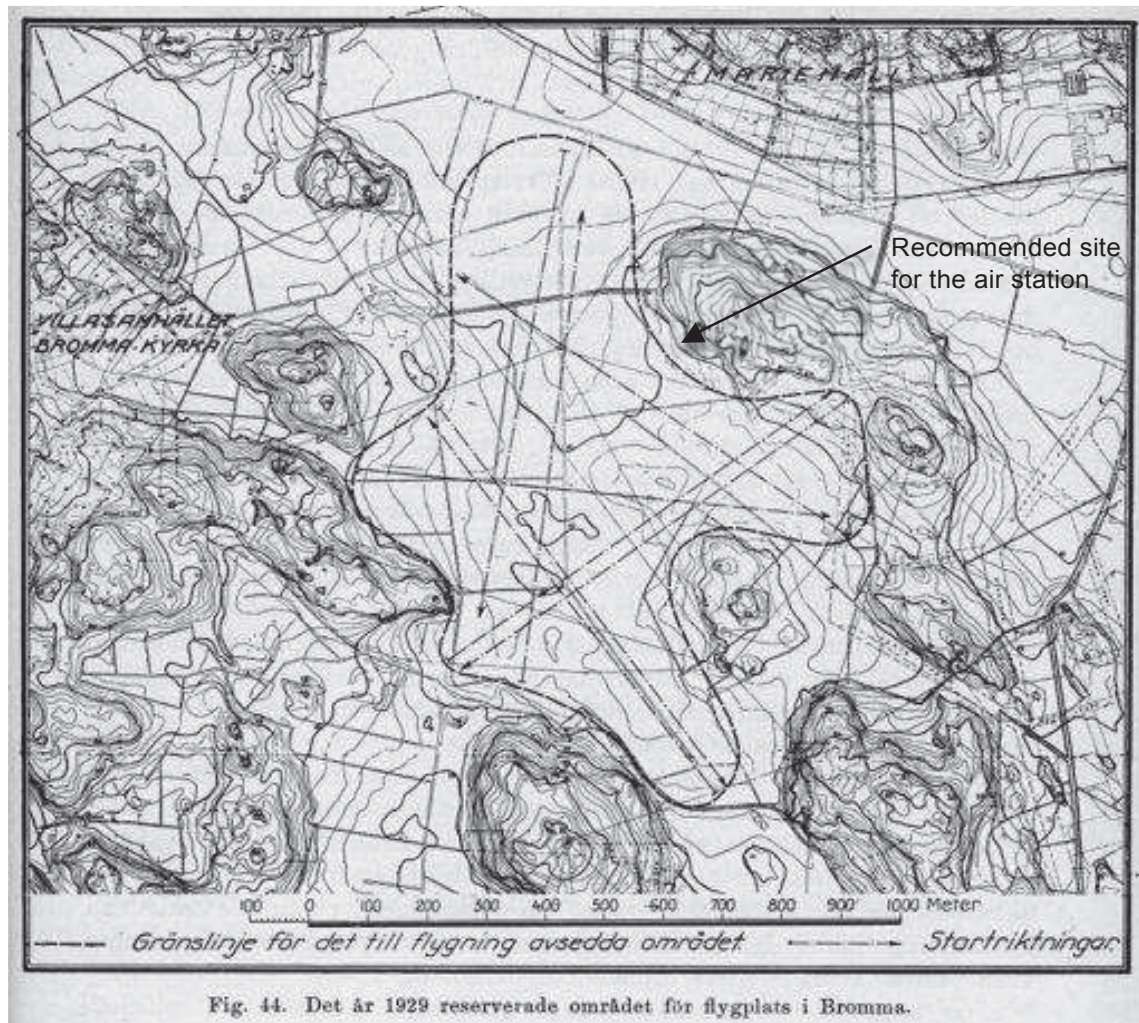 MARIEHÄLL
Recommended site
for the air station
VILLASAMHÄLLET
BROMMA-KYRKA
100 0 100 200 300 400 500 600 700 800 900 1000 Meter
Gränslinje för det till flygning avsedda området.
Startriktningar.
Fig. 44. Det år 1929 reserverade området för flygplats i Bromma.